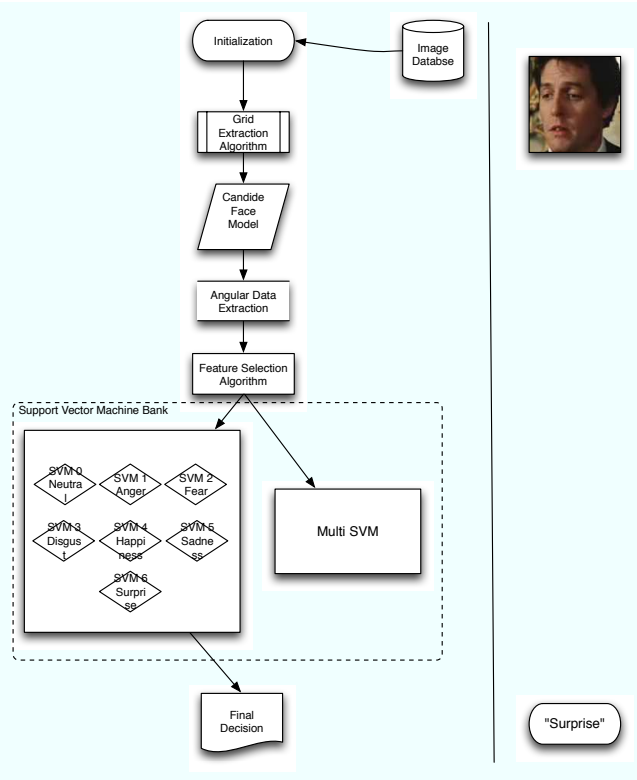 Initialization
Image
Databse
Grid
Extraction
Algorithm
Candide
Face
Model
Angular Data
Extraction
Feature Selection
Algorithm
Support Vector Machine Bank
SVM 0
Neutra
l
SVM 1
Anger
SVM 2
Fear
SVM 3
Disgus
t
SVM 4
Happi
ness
SVM 5
Sadne
ss
SVM 6
Surpri
se
Multi SVM
Final
Decision
"Surprise"